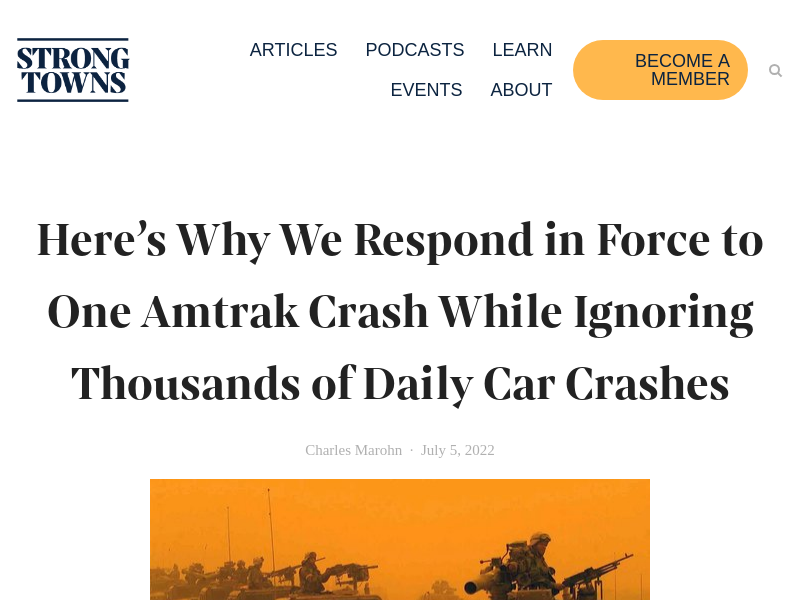 STRONG
TOWNS
ARTICLES PODCASTS LEARN
EVENTS ABOUT
BECOME A
MEMBER
Here’s Why We Respond in Force to
One Amtrak Crash While Ignoring
Thousands of Daily Car Crashes
Charles Marohn · July 5, 2022